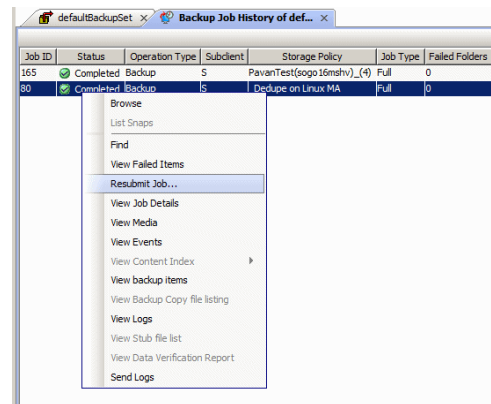 defaultBackupSet Backup Job History of def...
Job ID Status Operation Type Subclient Storage Policy Job Type Failed Folders
165 Completed Backup S PavanTest(sogo16mshv)_(4) Full 0
80 Completed Backup S Dedupe on Linux MA Full 0
Browse
List Snaps
Find
View Failed Items
Resubmit Job...
View Job Details
View Media
View Events
View Content Index
View backup items
View Backup Copy file listing
View Logs
View Stub file list
View Data Verification Report
Send Logs